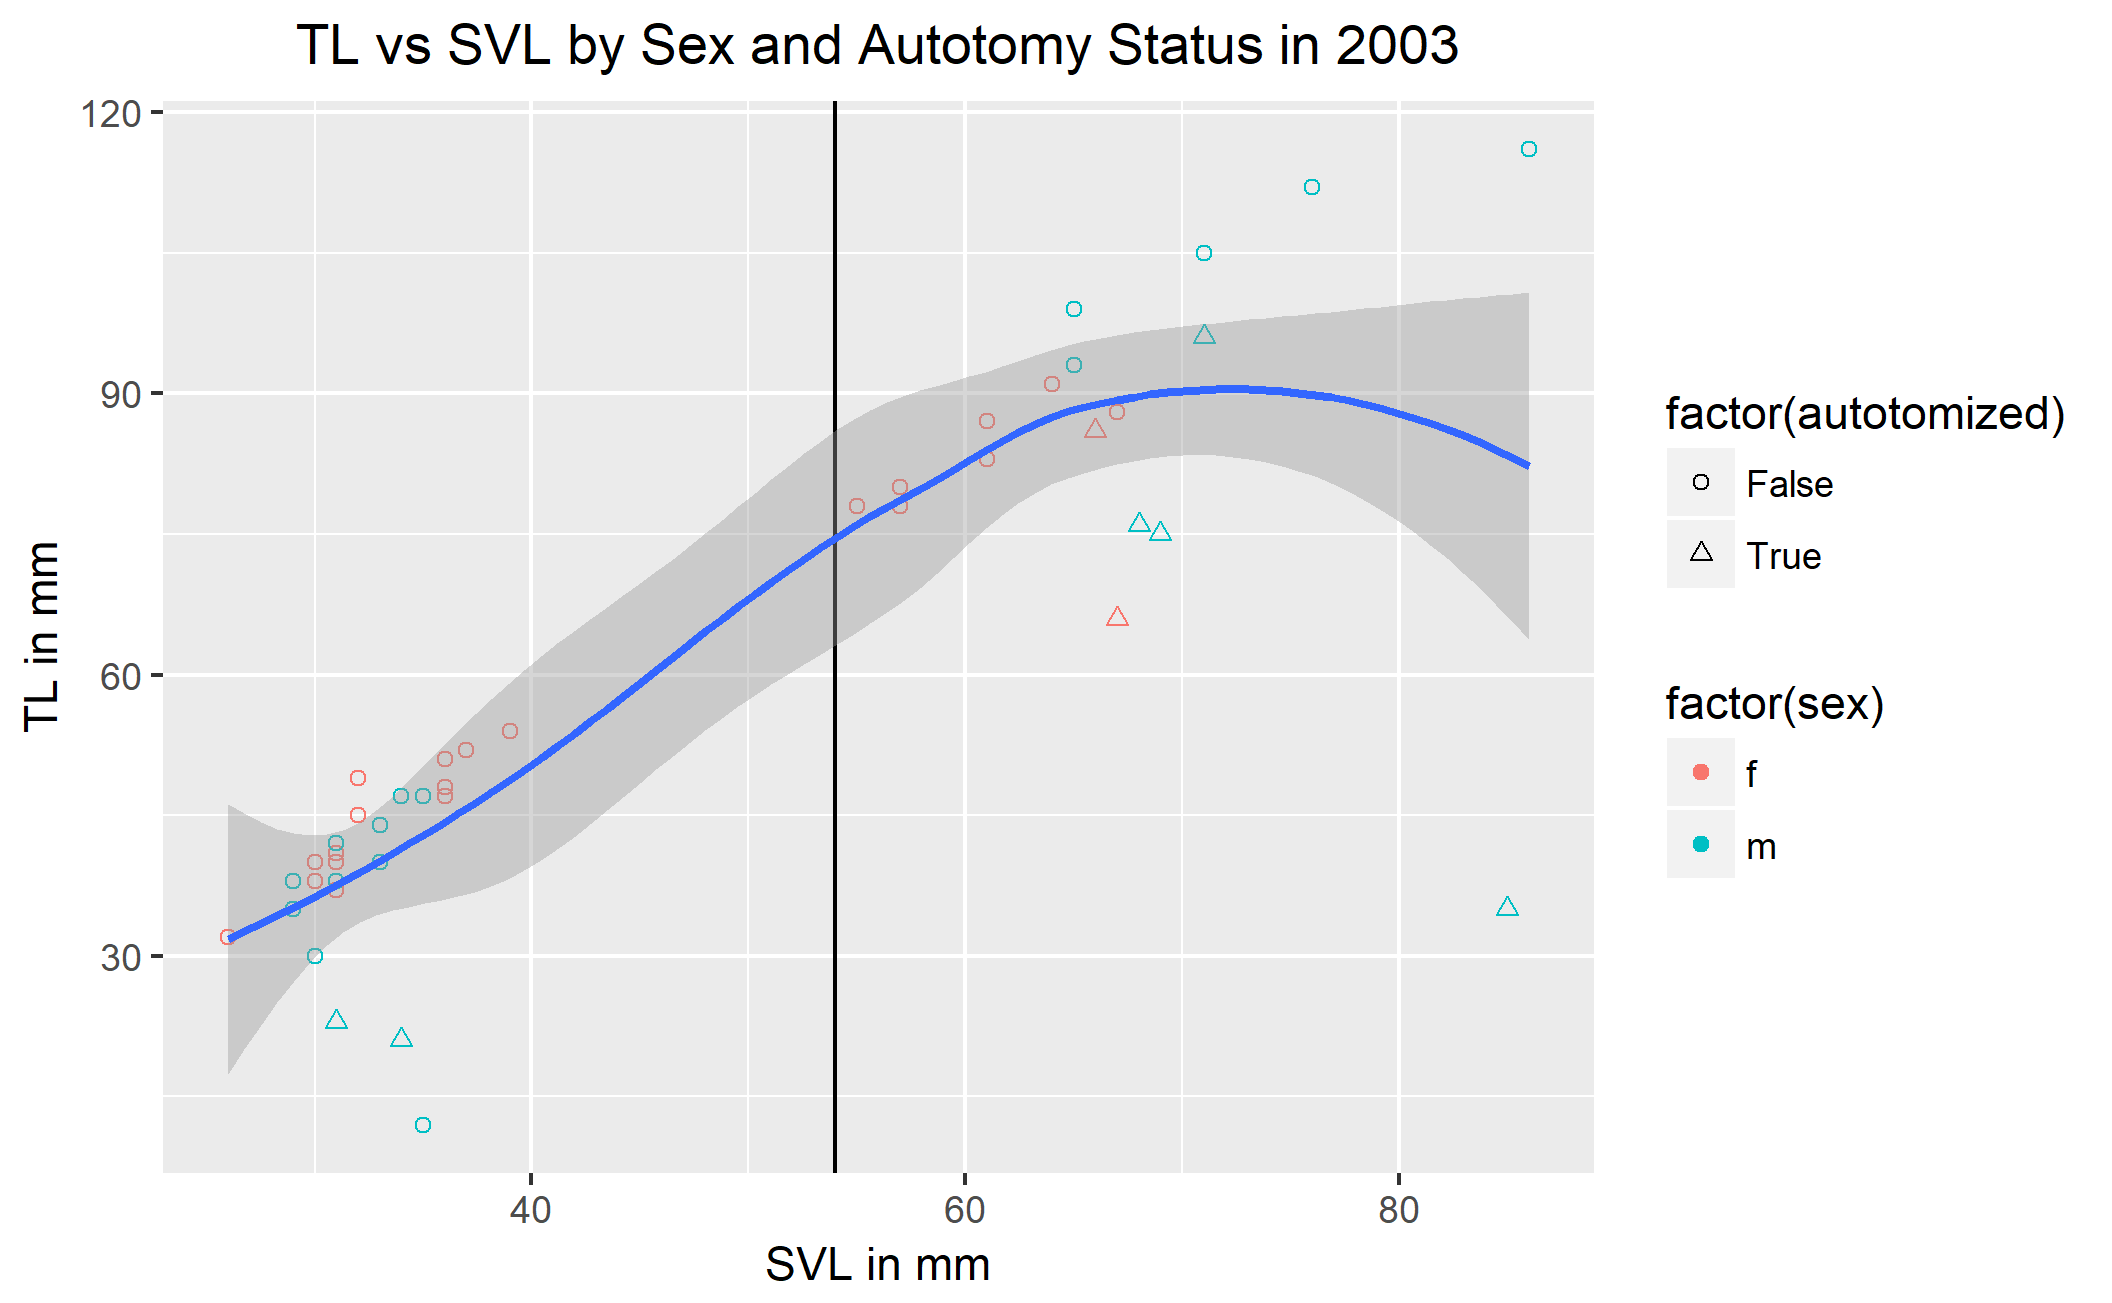 TL vs SVL by Sex and Autotomy Status in 2003
120
90
60
30
TL in mm
40
60
80
SVL in mm
factor(autotomized)
False
True
factor(sex)
f
m